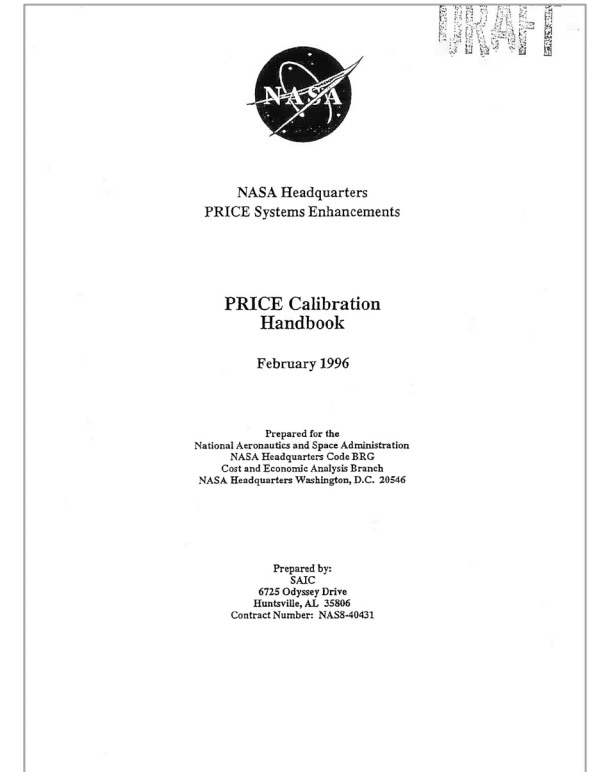 DRAFT
NASA
NASA Headquarters
PRICE Systems Enhancements
PRICE Calibration
Handbook
February 1996
Prepared for the
National Aeronautics and Space Administration
NASA Headquarters Code BRG
Cost and Economic Analysis Branch
NASA Headquarters Washington, D.C. 20546
Prepared by:
SAIC
6725 Odyssey Drive
Huntsville, AL 35806
Contract Number: NAS8-40431